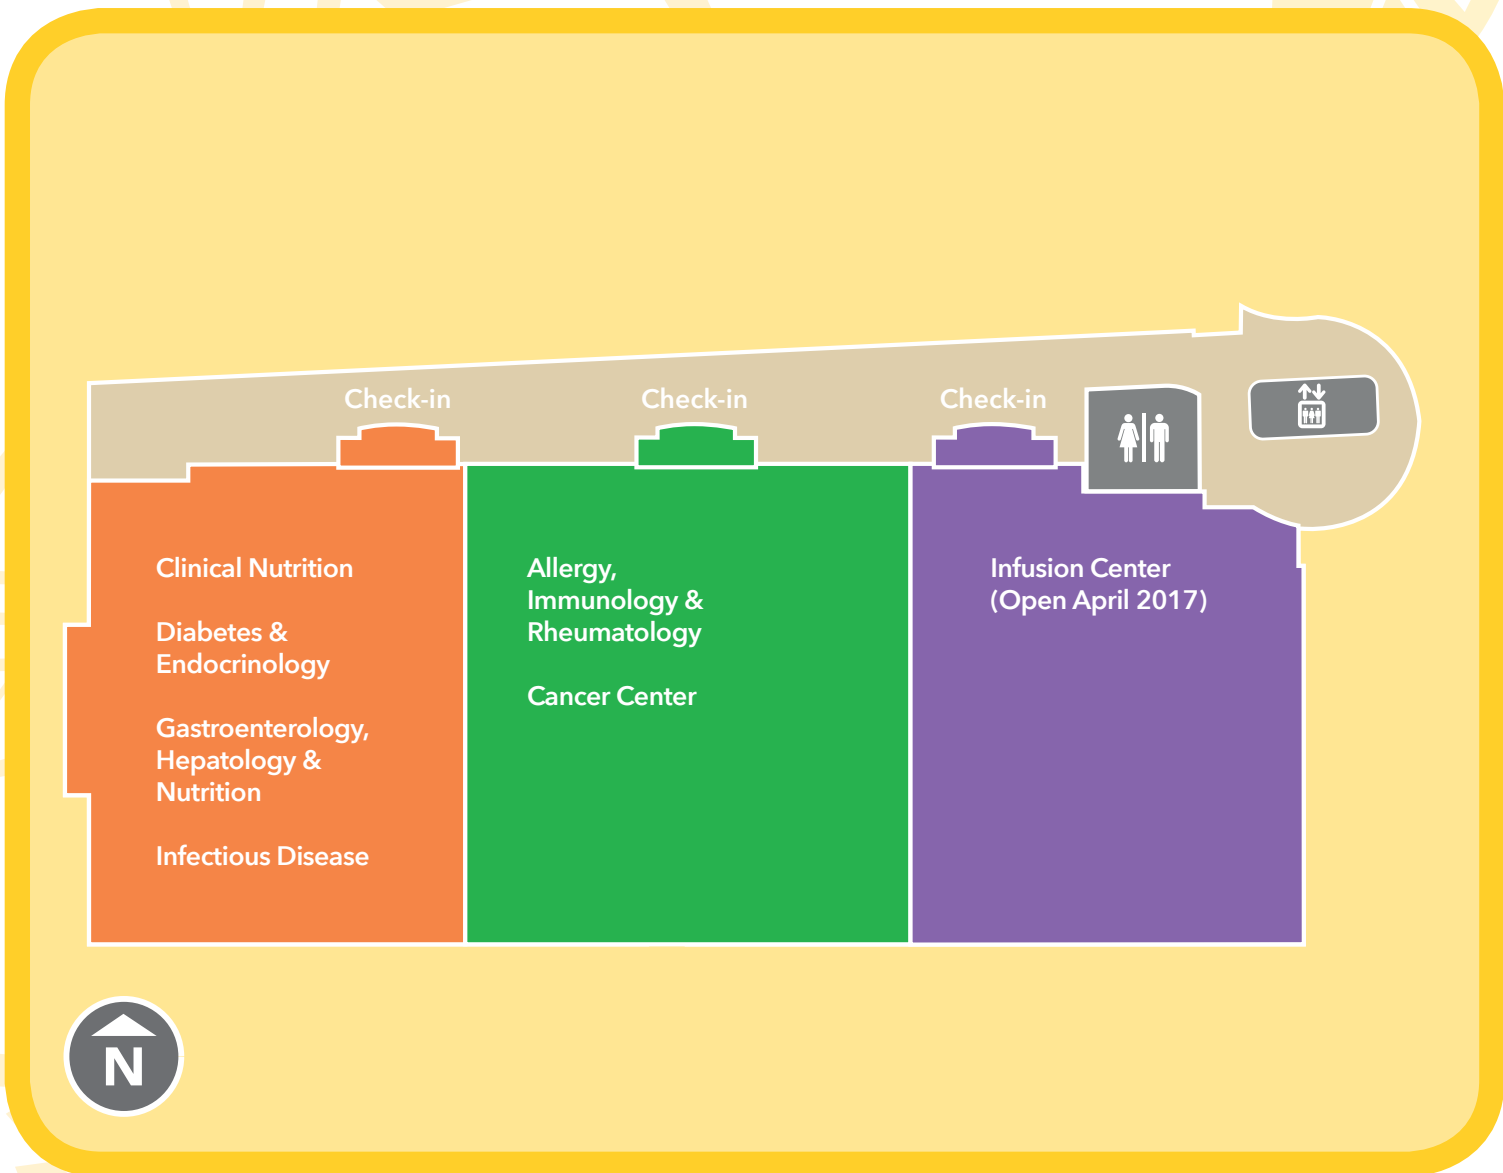 Check-in
Check-in
Check-in
Clinical Nutrition
Diabetes &
Endocrinology
Gastroenterology,
Hepatology &
Nutrition
Infectious Disease
Allergy,
Immunology &
Rheumatology
Cancer Center
Infusion Center
(Open April 2017)
N